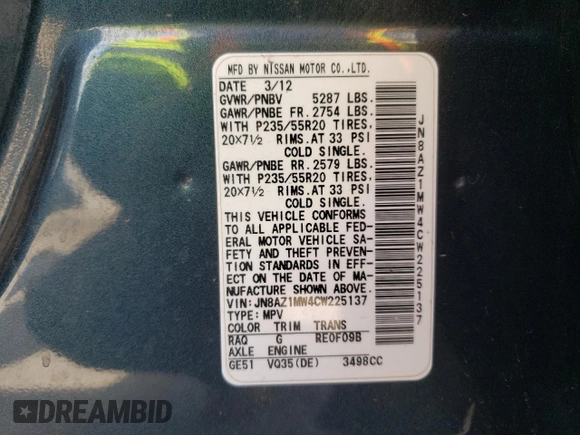 MFD BY NISSAN MOTOR CO.,LTD.
DATE 3/12
GVWR/PNBV 5287 LBS.
GAWR/PNBE FR. 2754 LBS.
WITH P235/55R20 TIRES,
20×7½ RIMS.AT 33 PSI
COLD SINGLE.
GAWR/PNBE RR. 2579 LBS.
WITH P235/55R20 TIRES,
20×7½ RIMS.AT 33 PSI
COLD SINGLE.
THIS VEHICLE CONFORMS
TO ALL APPLICABLE FED-
ERAL MOTOR VEHICLE SA-
FETY AND THEFT PREVEN-
TION STANDARDS IN EFF-
ECT ON THE DATE OF MA-
NUFACTURE SHOWN ABOVE.
VIN: JN8AZ1MW4CW225137
TYPE: MPV
COLOR TRIM TRANS
RAQ G RE0F09B
AXLE ENGINE
GE51 VQ35(DE) 3498CC
JN8AZ1MW4CW225137
DREAMBID